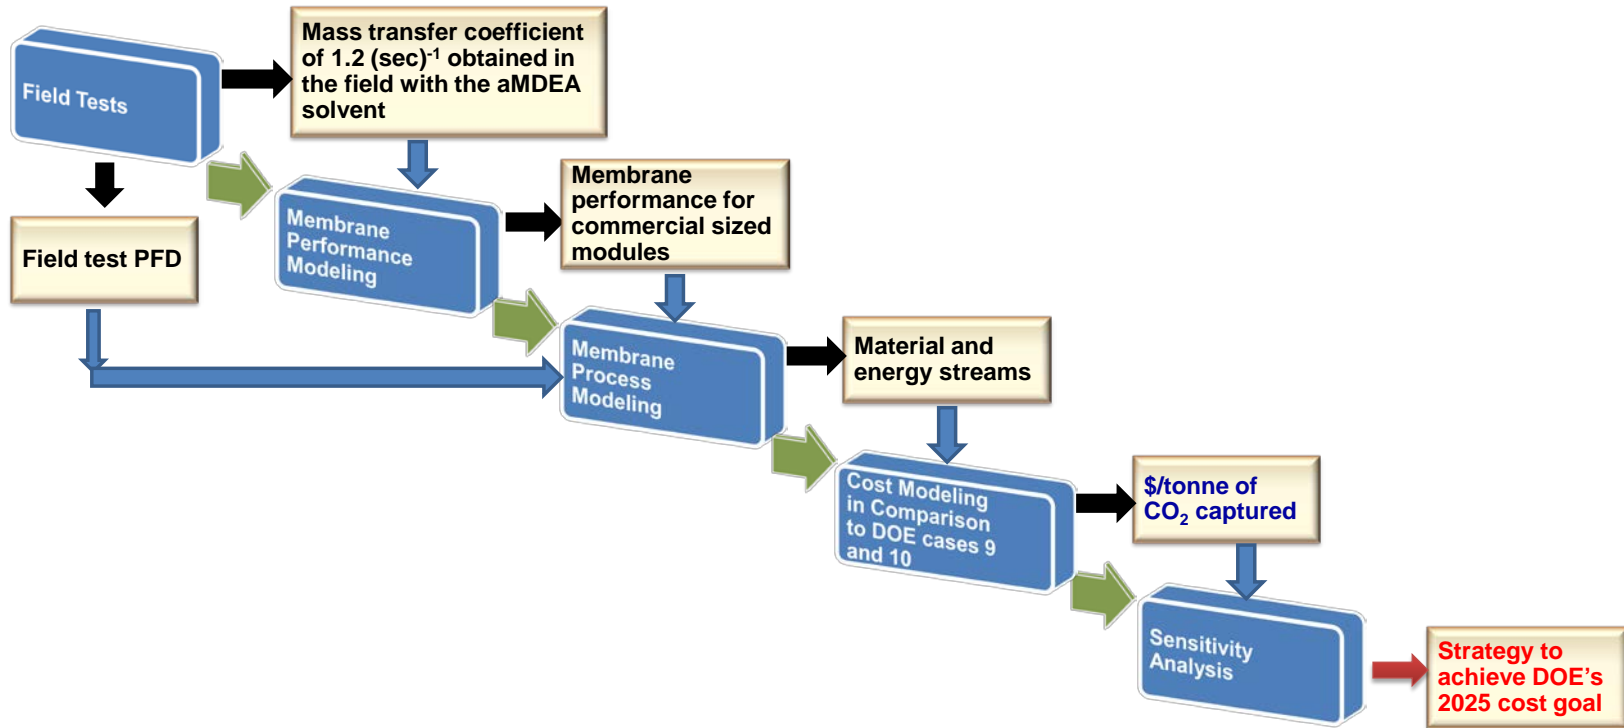 Field Tests
Mass transfer coefficient
of 1.2 (sec)⁻¹ obtained in
the field with the aMDEA
solvent
Field test PFD
Membrane
Performance
Modeling
Membrane
performance for
commercial sized
modules
Membrane
Process
Modeling
Material and
energy streams
Cost Modeling
in Comparison
to DOE cases 9
and 10
$/tonne of
CO₂ captured
Sensitivity
Analysis
Strategy to
achieve DOE’s
2025 cost goal